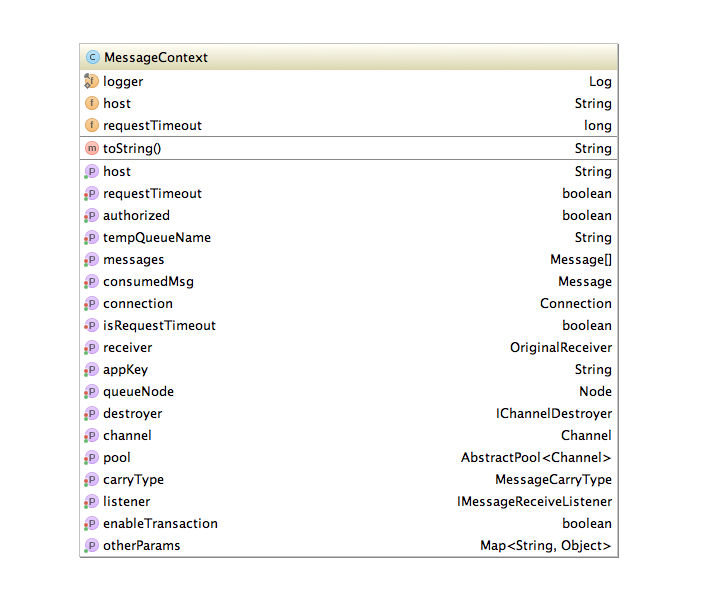 C MessageContext
f logger Log
f host String
f requestTimeout long
m toString() String
P host String
P requestTimeout boolean
P authorized boolean
P tempQueueName String
P messages Message[]
P consumedMsg Message
P connection Connection
P isRequestTimeout boolean
P receiver OriginalReceiver
P appKey String
P queueNode Node
P destroyer IChannelDestroyer
P channel Channel
P pool AbstractPool<Channel>
P carryType MessageCarryType
P listener IMessageReceiveListener
P enableTransaction boolean
P otherParams Map<String, Object>